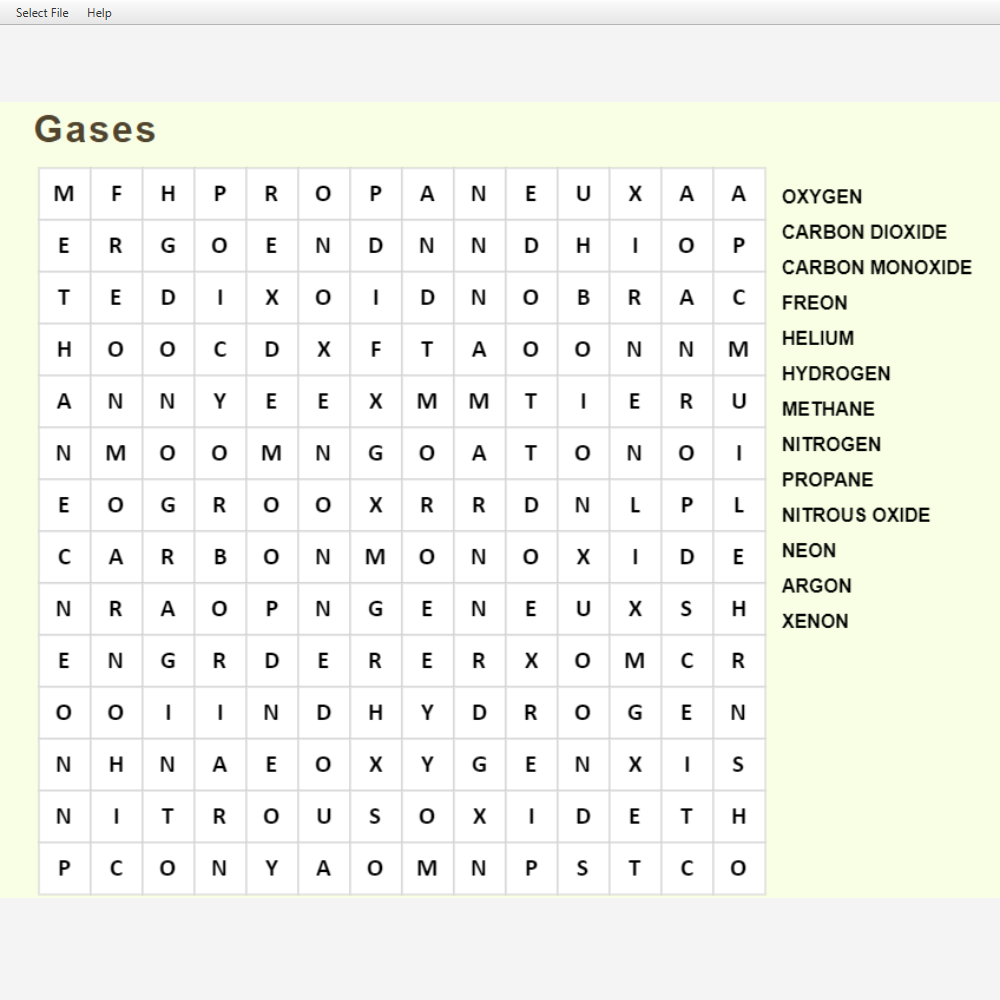 Select File Help
Gases
M F H P R O P A N E U X A A
E R G O E N D N N D H I O P
T E D I X O I D N O B R A C
H O O C D X F T A O O N N M
A N N Y E E X M M T I E R U
N M O O M N G O A T O N O I
E O G R O O X R R D N L P L
C A R B O N M O N O X I D E
N R A O P N G E N E U X S H
E N G R D E R E R X O M C R
O O I I N D H Y D R O G E N
N H N A E O X Y G E N X I S
N I T R O U S O X I D E T H
P C O N Y A O M N P S T C O
OXYGEN
CARBON DIOXIDE
CARBON MONOXIDE
FREON
HELIUM
HYDROGEN
METHANE
NITROGEN
PROPANE
NITROUS OXIDE
NEON
ARGON
XENON